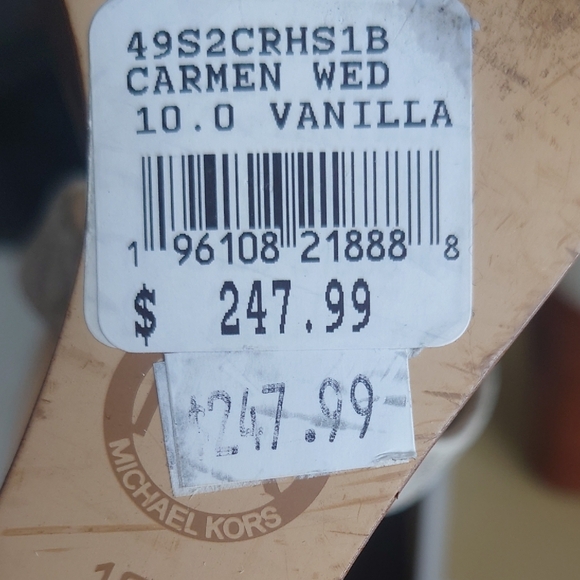 49S2CRHS1B
CARMEN WED
10.0 VANILLA
1 96108 21888 8
$ 247.99
$247.99
MICHAEL KORS